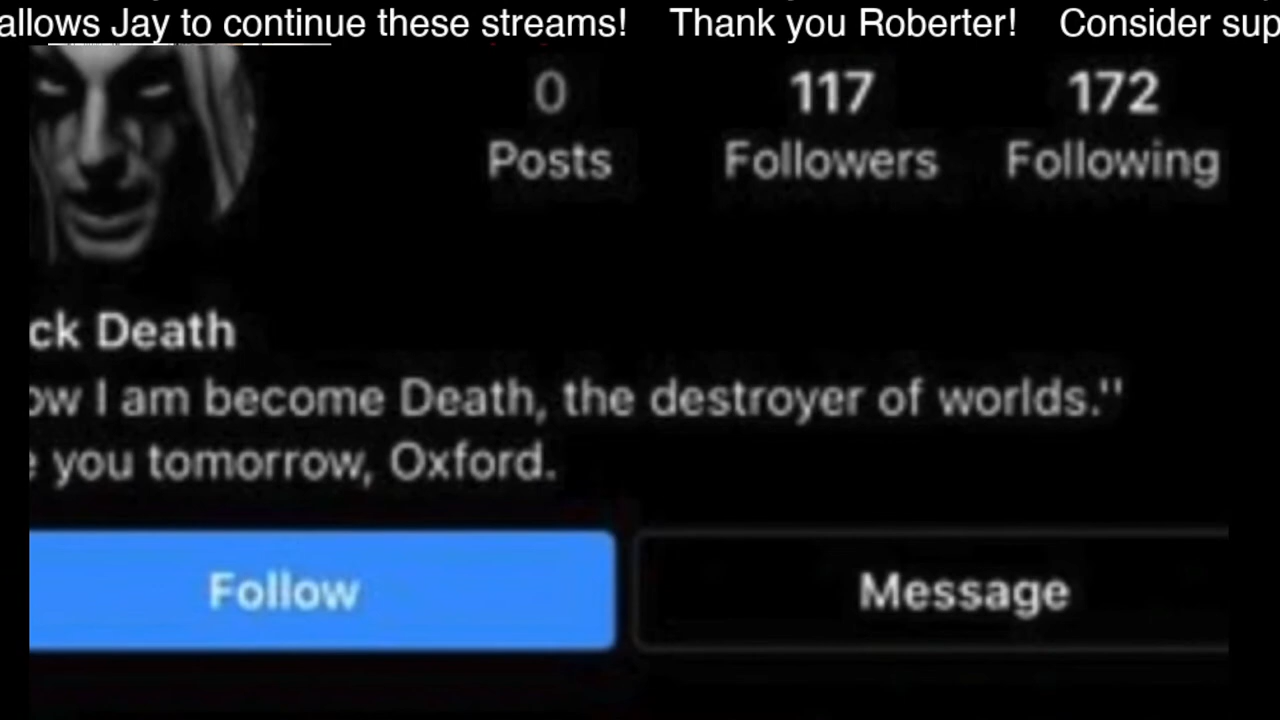 allows Jay to continue these streams! Thank you Roberter! Consider sup
0 117 172
Posts Followers Following
ck Death
ow I am become Death, the destroyer of worlds.''
e you tomorrow, Oxford.
Follow Message